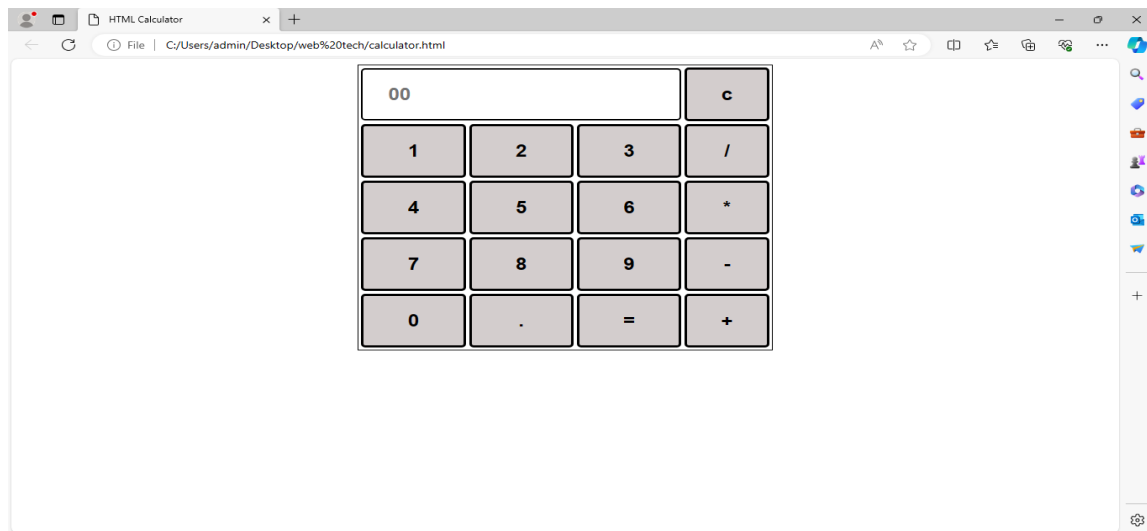 HTML Calculator
File | C:/Users/admin/Desktop/web%20tech/calculator.html
00 c
1 2 3 /
4 5 6 *
7 8 9 -
0 . = +